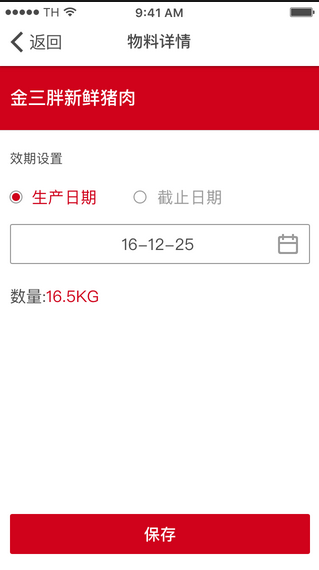 TH 9:41 AM
返回 物料详情
金三胖新鲜猪肉
效期设置
生产日期 截止日期
16-12-25
数量:16.5KG
保存